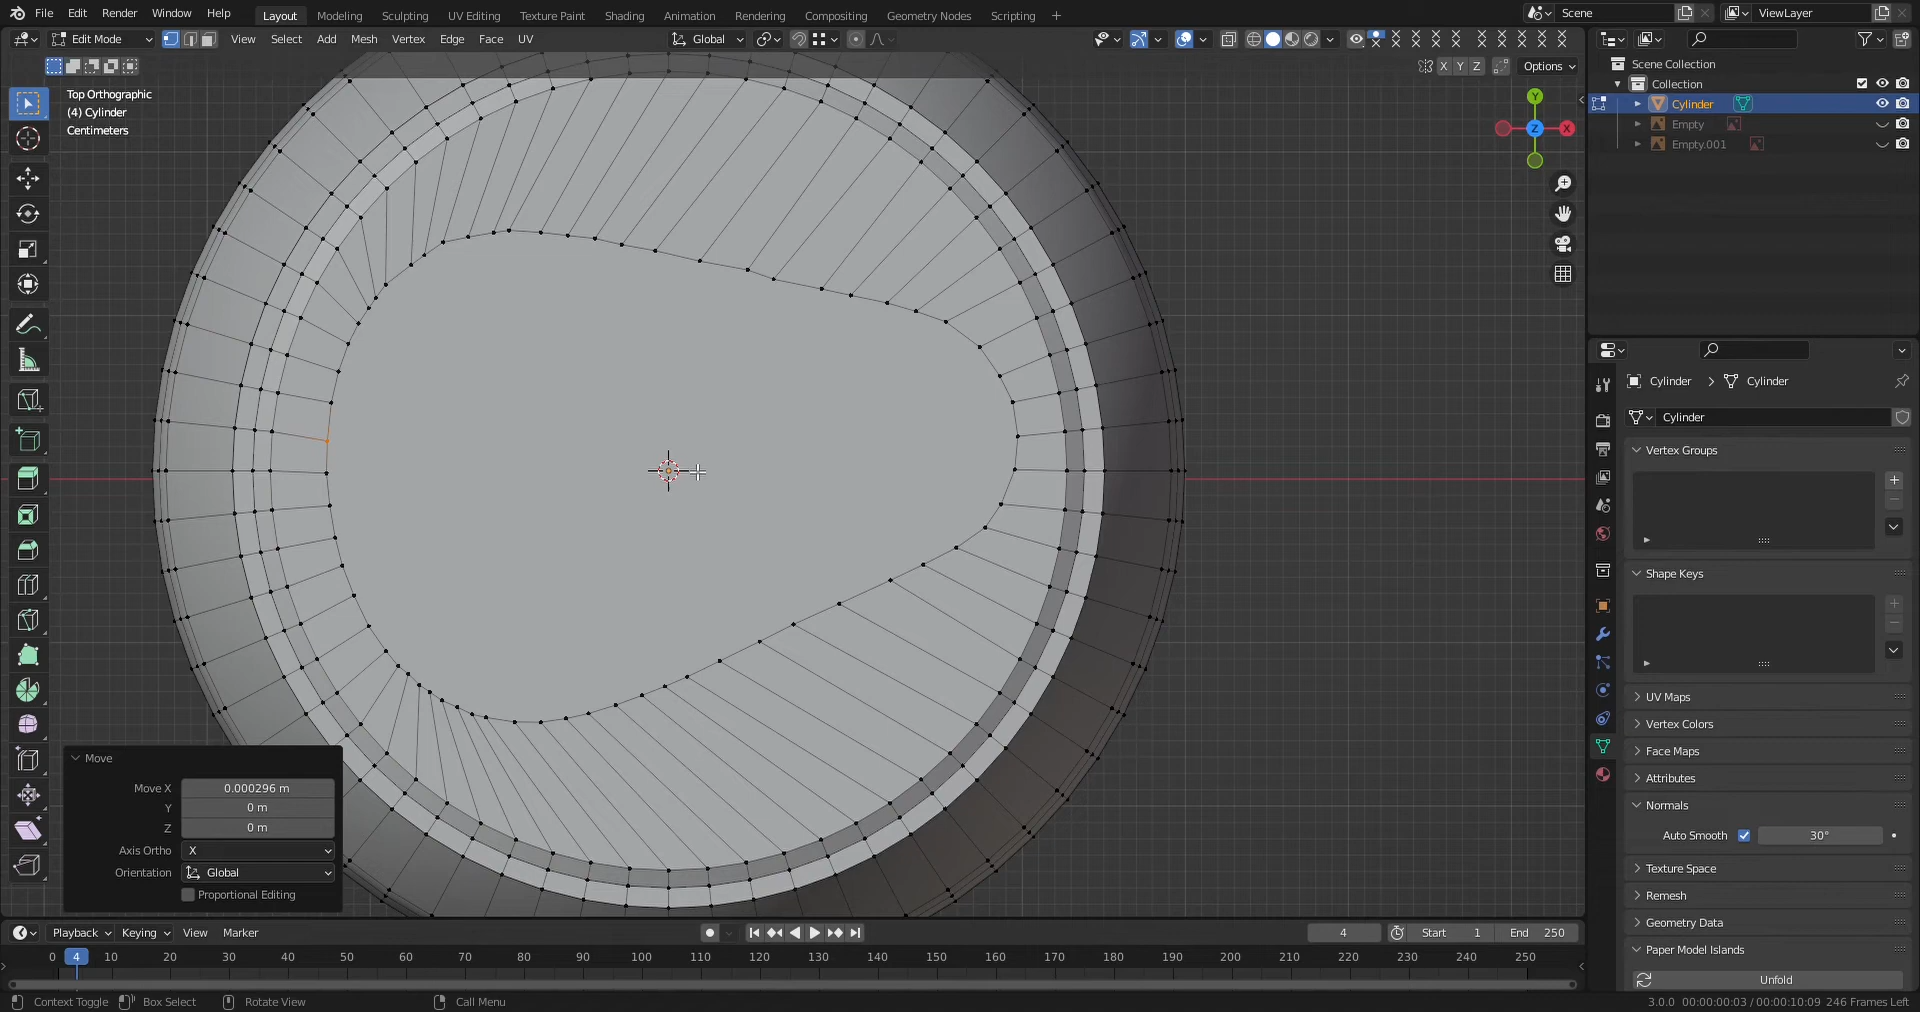 File Edit Render Window Help Layout Modeling Sculpting UV Editing Texture Paint Shading Animation Rendering Compositing Geometry Nodes Scripting + Scene ViewLayer
Edit Mode View Select Add Mesh Vertex Edge Face UV Global
X Y Z Options
Top Orthographic
(4) Cylinder
Centimeters
Y
Z X
Scene Collection
Collection
Cylinder
Empty
Empty.001
Cylinder > Cylinder
Cylinder
Vertex Groups
Shape Keys
UV Maps
Vertex Colors
Face Maps
Attributes
Normals
Auto Smooth 30°
Texture Space
Remesh
Geometry Data
Paper Model Islands
Unfold
Move
Move X 0.000296 m
Y 0 m
Z 0 m
Axis Ortho X
Orientation Global
Proportional Editing
Playback Keying View Marker 4 Start 1 End 250
0 4 10 20 30 40 50 60 70 80 90 100 110 120 130 140 150 160 170 180 190 200 210 220 230 240 250
Context Toggle Box Select Rotate View Call Menu 3.0.0 00:00:00:03 / 00:00:10:09 246 Frames Left